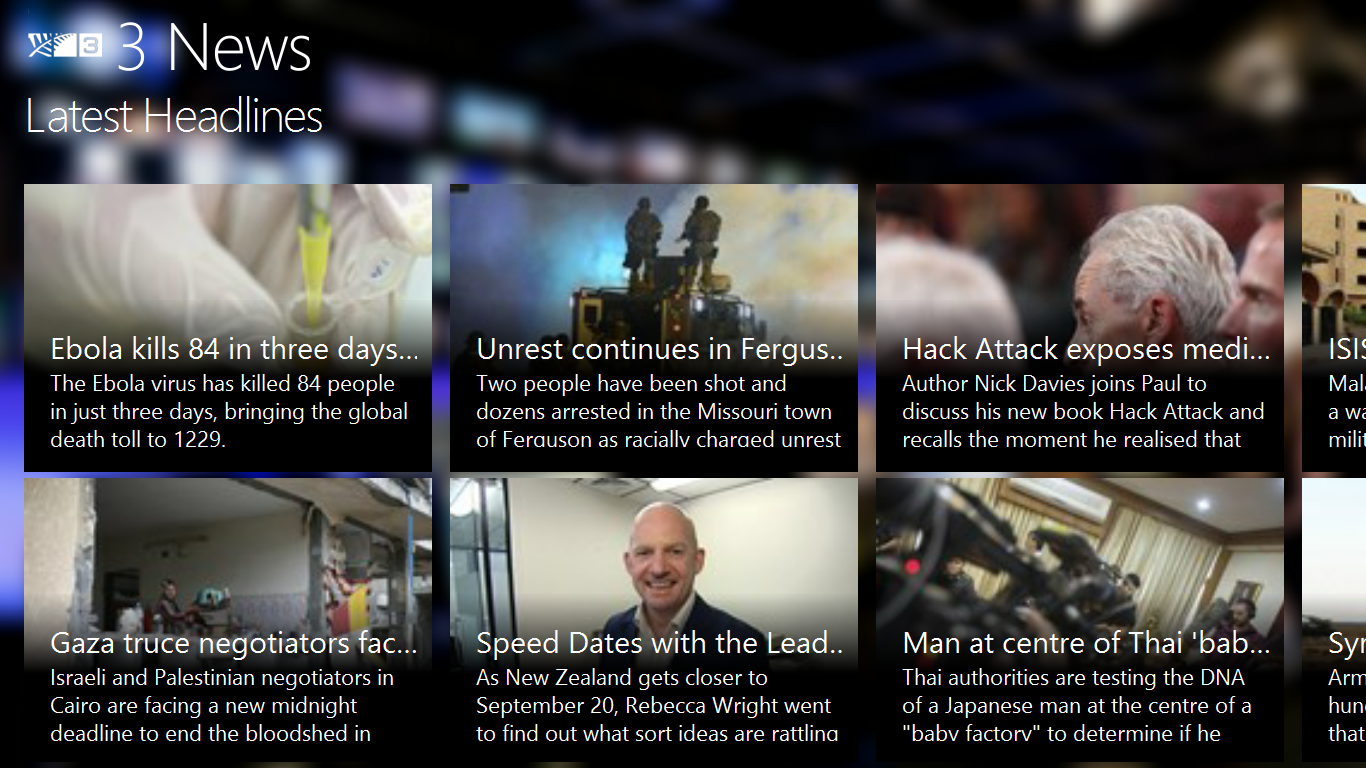 3 3 News
Latest Headlines
Ebola kills 84 in three days...
The Ebola virus has killed 84 people
in just three days, bringing the global
death toll to 1229.
Unrest continues in Fergus..
Two people have been shot and
dozens arrested in the Missouri town
of Ferguson as racially charged unrest
Hack Attack exposes medi...
Author Nick Davies joins Paul to
discuss his new book Hack Attack and
recalls the moment he realised that
ISIS
Mala
a wa
milit
Gaza truce negotiators fac...
Israeli and Palestinian negotiators in
Cairo are facing a new midnight
deadline to end the bloodshed in
Speed Dates with the Lead..
As New Zealand gets closer to
September 20, Rebecca Wright went
to find out what sort ideas are rattling
Man at centre of Thai 'bab...
Thai authorities are testing the DNA
of a Japanese man at the centre of a
"baby factory" to determine if he
Syr
Arm
hund
that